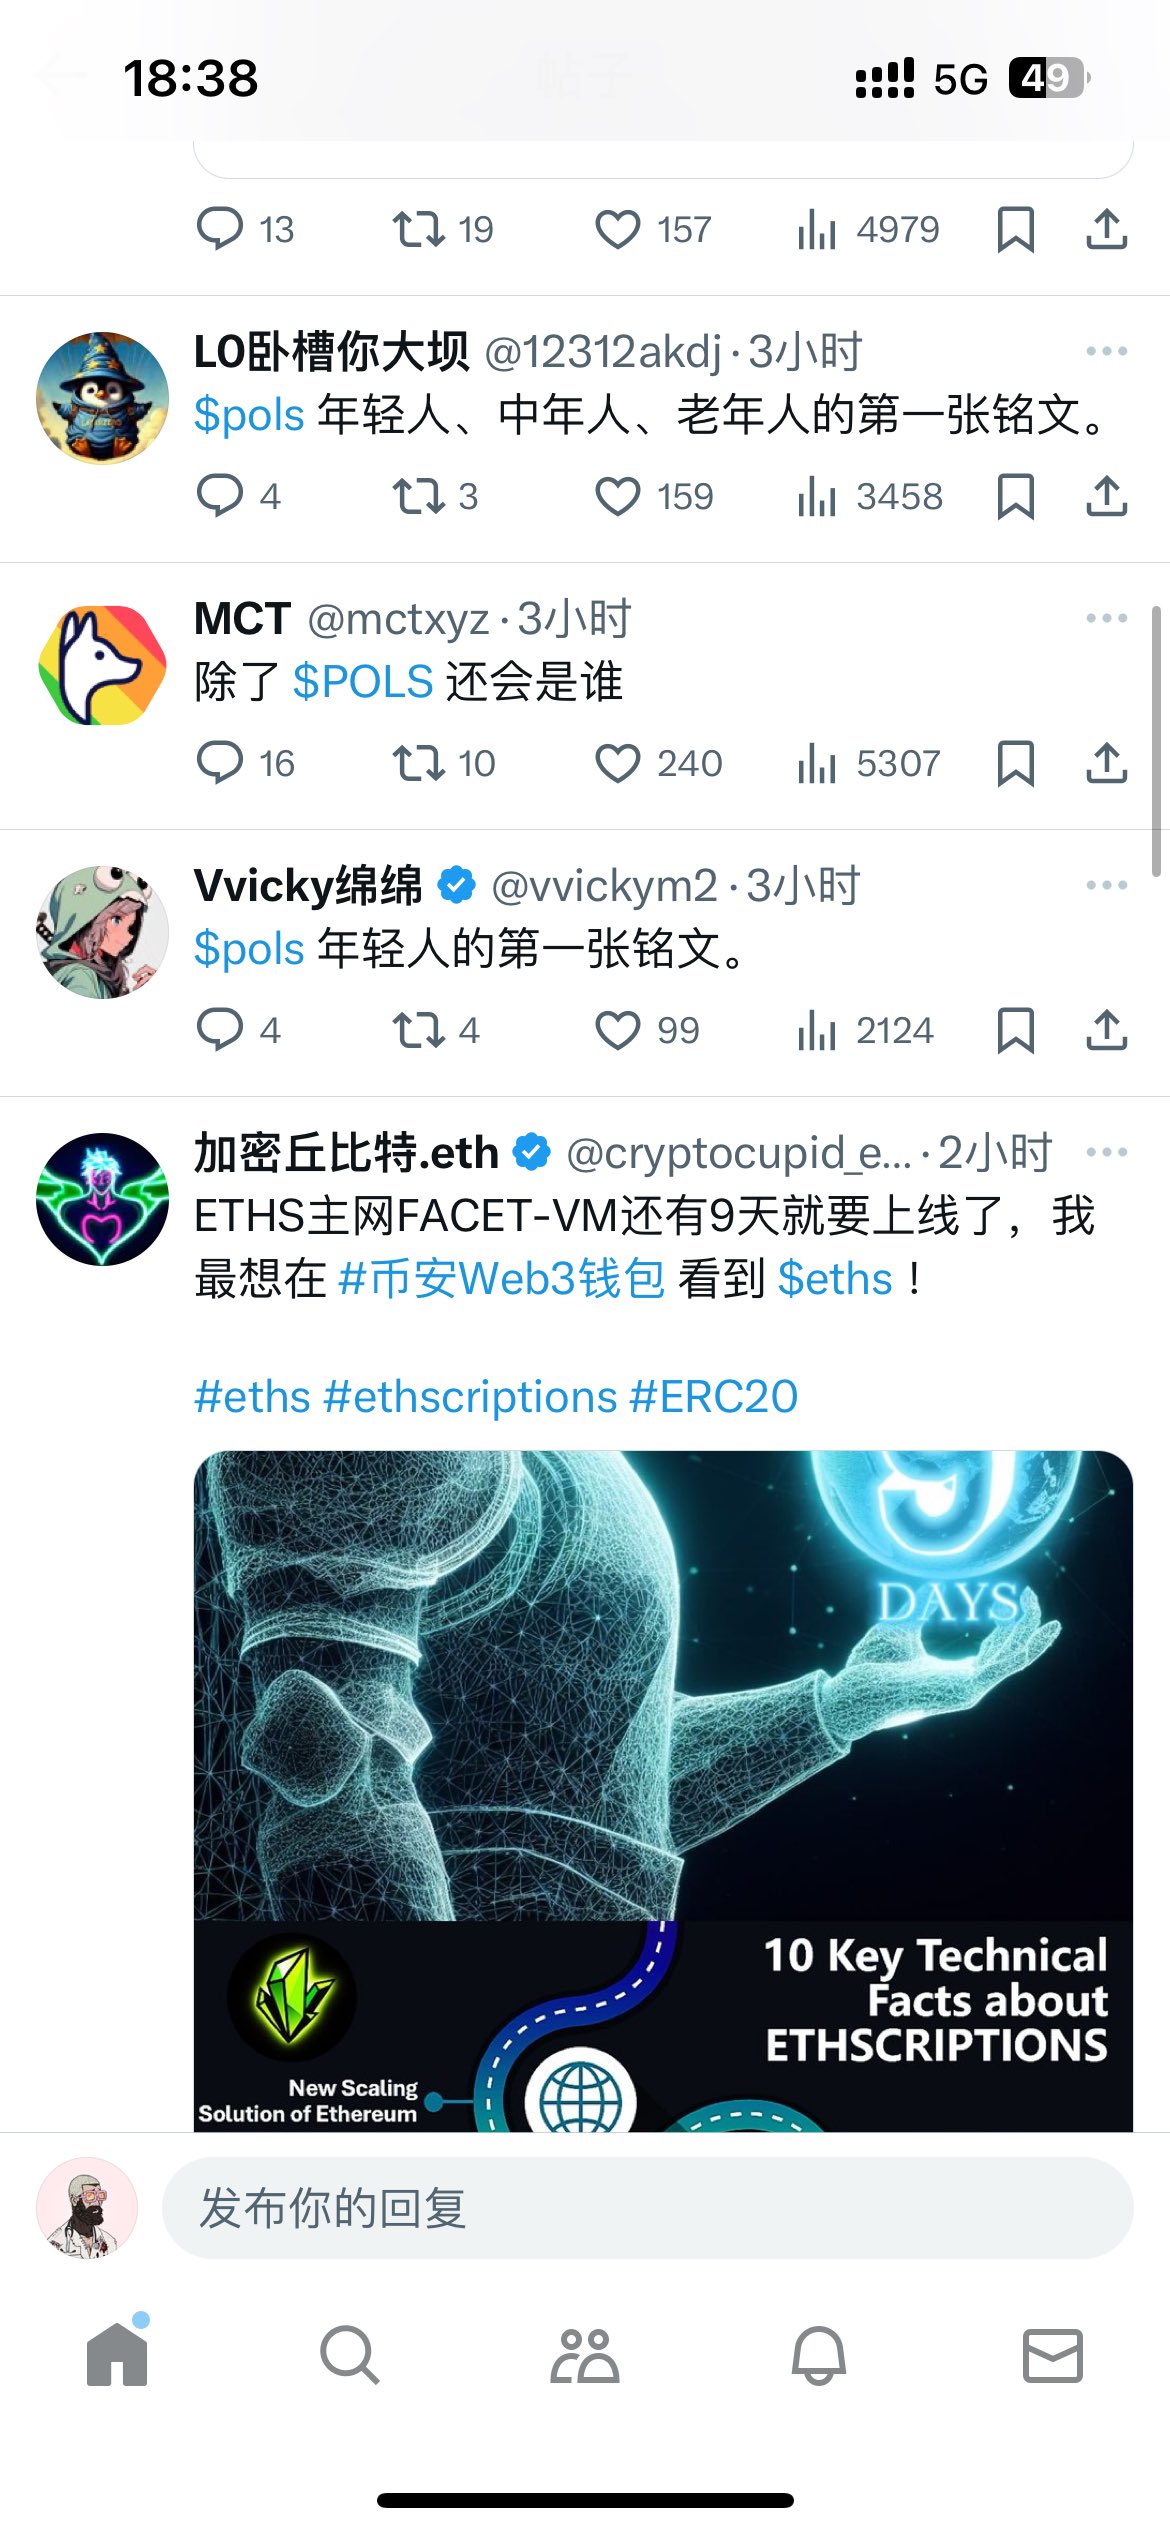 18:38
5G 49
13 19 157 4979
LO卧槽你大坝 @12312akdj · 3小时
$pols 年轻人、中年人、老年人的第一张铭文。
4 3 159 3458
MCT @mctxyz · 3小时
除了 $POLS 还会是谁
16 10 240 5307
Vvicky绵绵 @vvickym2 · 3小时
$pols 年轻人的第一张铭文。
4 4 99 2124
加密丘比特.eth @cryptocupid_e... · 2小时
ETHS主网FACET-VM还有9天就要上线了，我
最想在 #币安Web3钱包 看到 $eths！
#eths #ethscriptions #ERC20
9
DAYS
10 Key Technical
Facts about
ETHSCRIPTIONS
New Scaling
Solution of Ethereum
发布你的回复